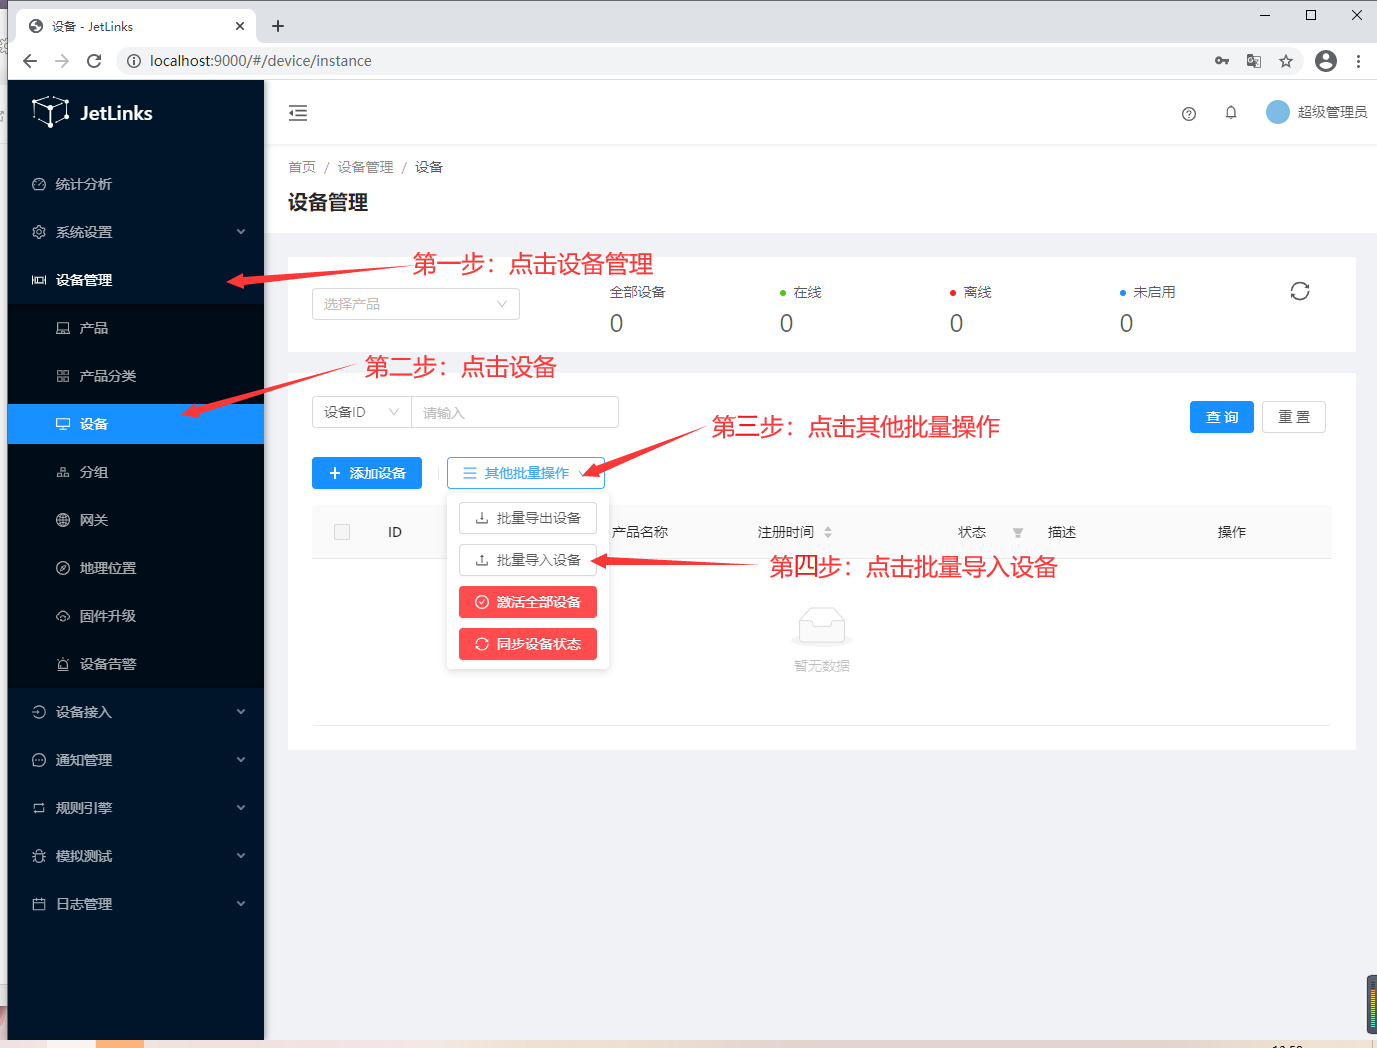 设备 - JetLinks
localhost:9000/#/device/instance
JetLinks
超级管理员
首页 / 设备管理 / 设备
设备管理
统计分析
系统设置
设备管理
产品
产品分类
设备
分组
网关
地理位置
固件升级
设备告警
设备接入
通知管理
规则引擎
模拟测试
日志管理
第一步：点击设备管理
选择产品
全部设备
0
在线
0
离线
0
未启用
0
第二步：点击设备
设备ID
请输入
第三步：点击其他批量操作
查 询
重 置
添加设备
其他批量操作
批量导出设备
批量导入设备
激活全部设备
同步设备状态
ID
产品名称
注册时间
状态
描述
操作
第四步：点击批量导入设备
暂无数据